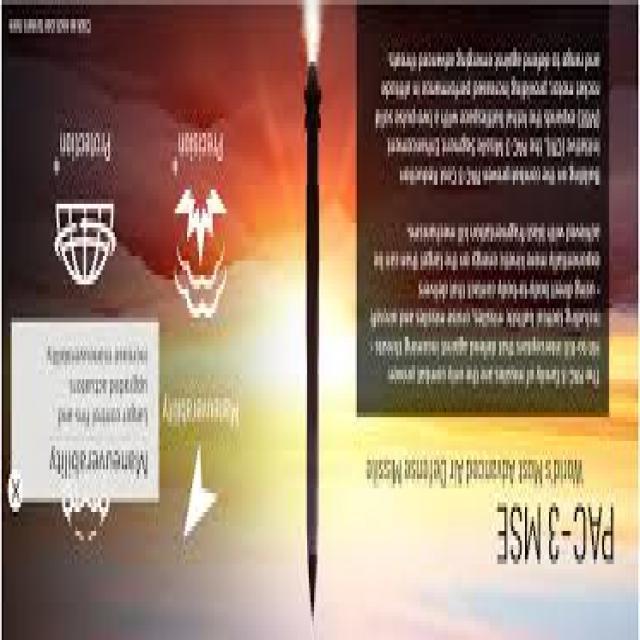 PAC-3 MSE
World's Most Advanced Air Defense Missile
The PAC-3 Family of missiles are the only combat proven
hit-to-kill interceptors that defend against incoming threats
including tactical ballistic missiles, cruise missiles and aircraft
- using direct body-to-body contact that delivers
exponentially more kinetic energy on the target than can be
achieved with blast fragmentation kill mechanisms.
Building on the combat-proven PAC-3 Cost Reduction
Initiative (CRI), the PAC-3 Missile Segment Enhancement
(MSE) expands the lethal battlespace with a two-pulse solid
rocket motor, providing increased performance in altitude
and range to defend against emerging advanced threats.
Maneuverability
Precision
Maneuverability
Larger control fins and
upgraded actuators
increase maneuverability.
X
Protection